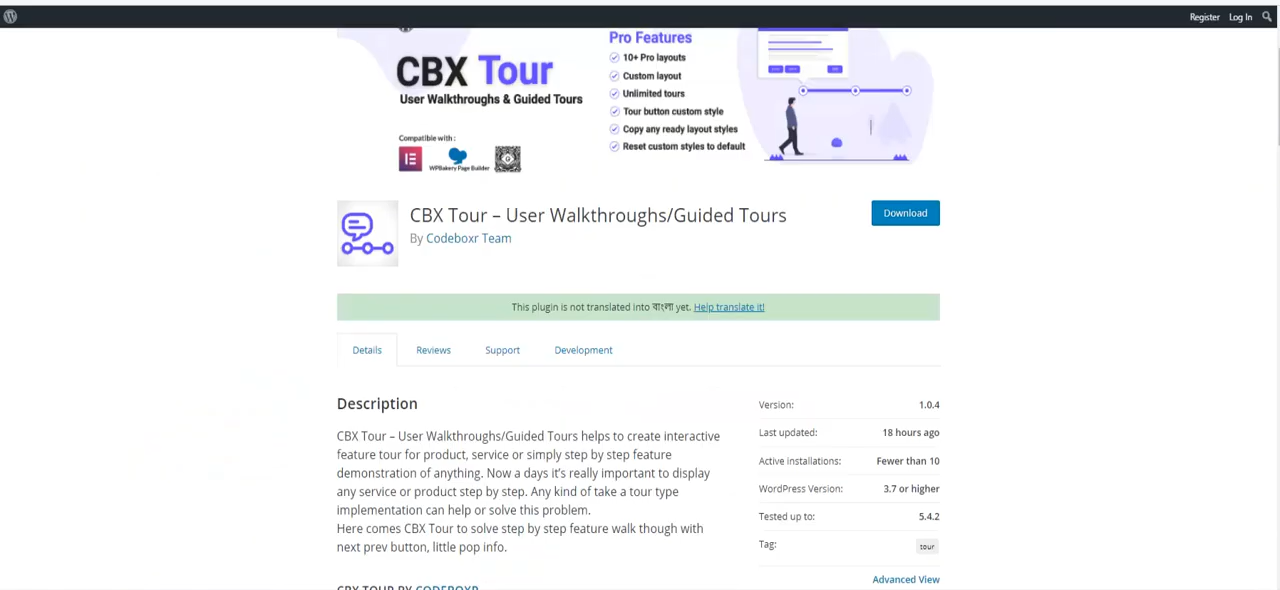 Register Log In
CBX Tour
User Walkthroughs & Guided Tours
Compatible with :
WPBakery Page Builder
Pro Features
10+ Pro layouts
Custom layout
Unlimited tours
Tour button custom style
Copy any ready layout styles
Reset custom styles to default
CBX Tour – User Walkthroughs/Guided Tours
By Codeboxr Team
Download
This plugin is not translated into বাংলা yet. Help translate it!
Details Reviews Support Development
Description
CBX Tour – User Walkthroughs/Guided Tours helps to create interactive
feature tour for product, service or simply step by step feature
demonstration of anything. Now a days it's really important to display
any service or product step by step. Any kind of take a tour type
implementation can help or solve this problem.
Here comes CBX Tour to solve step by step feature walk though with
next prev button, little pop info.
CBX TOUR BY CODEBOXR
Version: 1.0.4
Last updated: 18 hours ago
Active installations: Fewer than 10
WordPress Version: 3.7 or higher
Tested up to: 5.4.2
Tag: tour
Advanced View